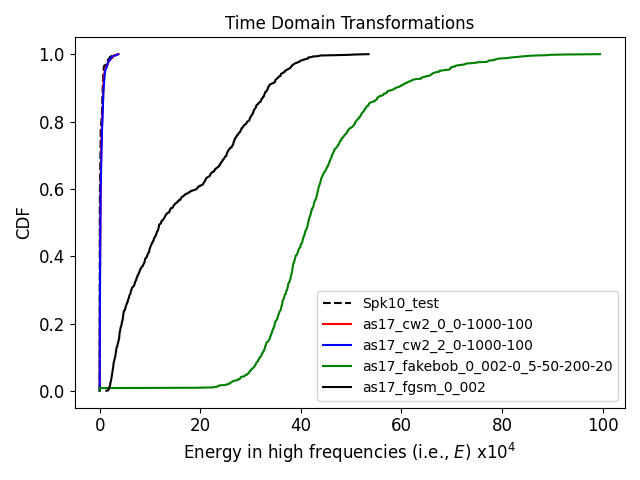 Time Domain Transformations
1.0
0.8
0.6
0.4
0.2
0.0
CDF
Spk10_test
as17_cw2_0_0-1000-100
as17_cw2_2_0-1000-100
as17_fakebob_0_002-0_5-50-200-20
as17_fgsm_0_002
0 20 40 60 80 100
Energy in high frequencies (i.e., E) x10⁴